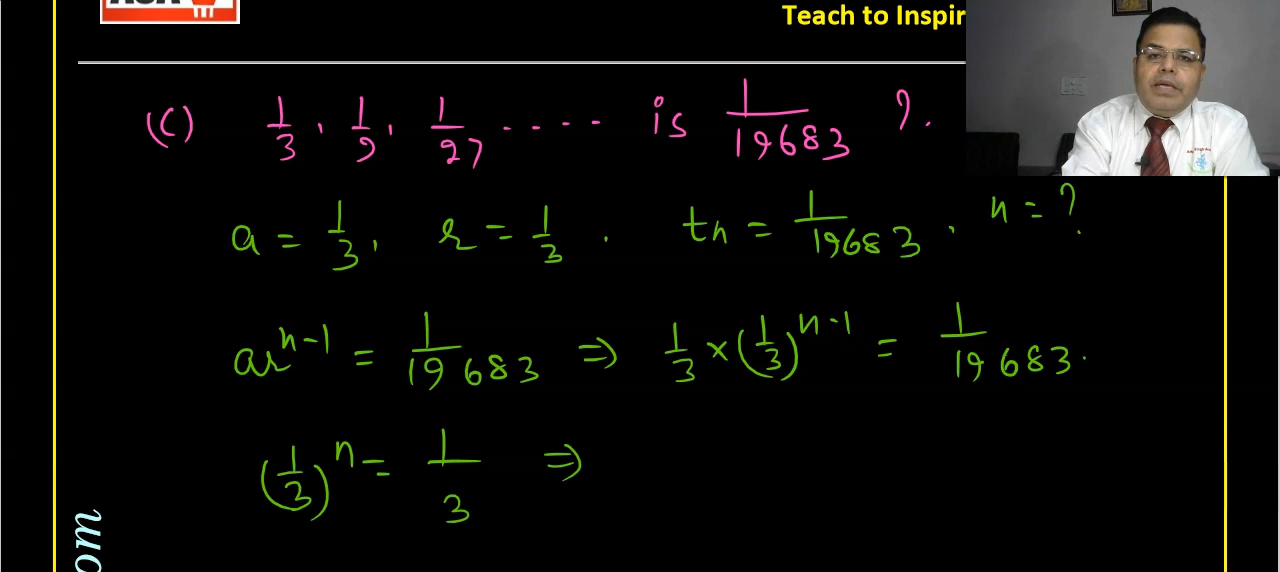 Teach to Inspir
(C) 1/3, 1/9, 1/27 ---- is 1/19683 ?.
a = 1/3, r = 1/3 . tn = 1/19683, n = ?
ar^(n-1) = 1/19683 ⇒ 1/3 × (1/3)^(n-1) = 1/19683.
(1/3)^n = 1/3 ⇒
om